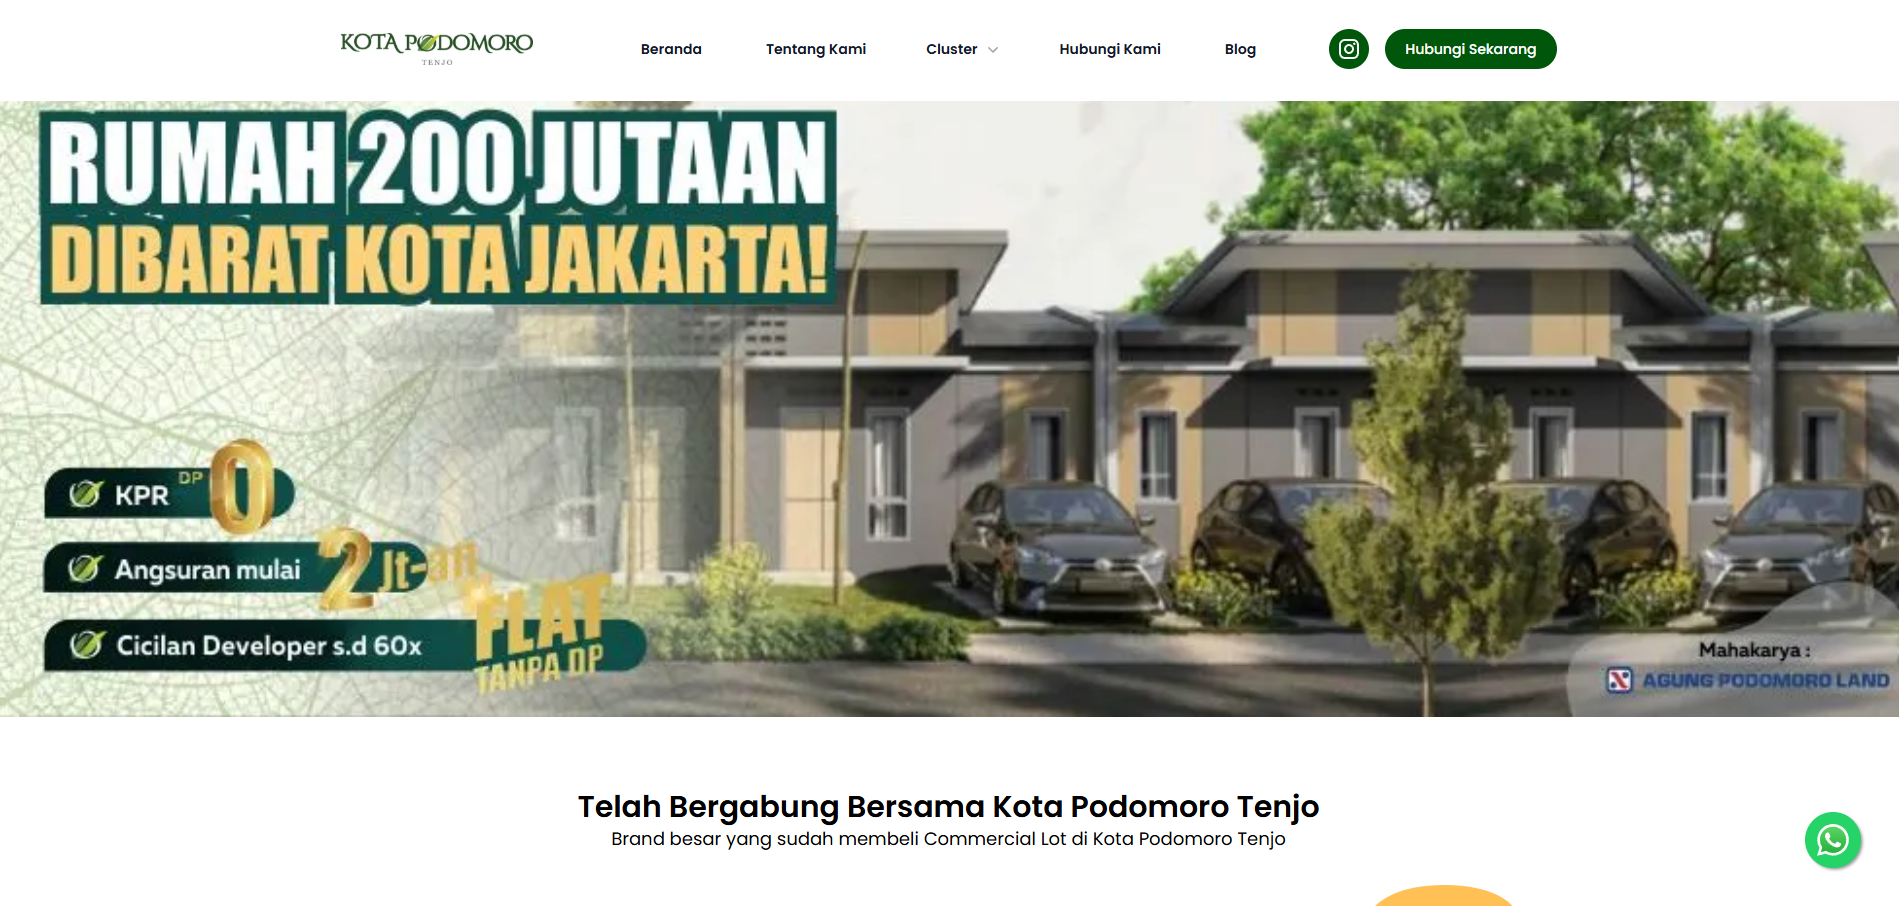 KOTA PODOMORO
TENJO
Beranda
Tentang Kami
Cluster
Hubungi Kami
Blog
Hubungi Sekarang
RUMAH 200 JUTAAN
DIBARAT KOTA JAKARTA!
KPR DP 0
Angsuran mulai 2 Jt-an
Cicilan Developer s.d 60x FLAT
TANPA DP
Mahakarya :
AGUNG PODOMORO LAND
Telah Bergabung Bersama Kota Podomoro Tenjo
Brand besar yang sudah membeli Commercial Lot di Kota Podomoro Tenjo